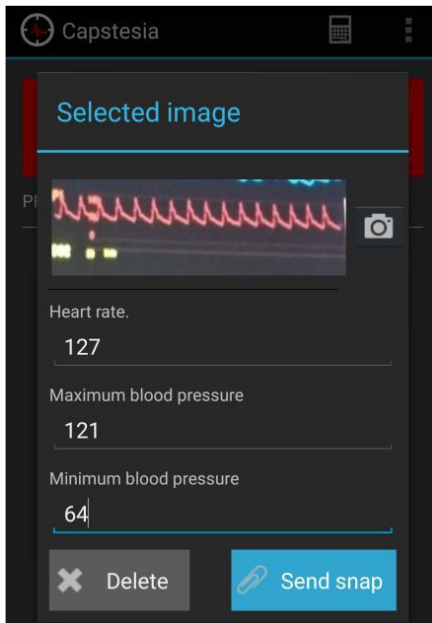 Capstesia
Selected image
Heart rate.
127
Maximum blood pressure
121
Minimum blood pressure
64
Delete
Send snap